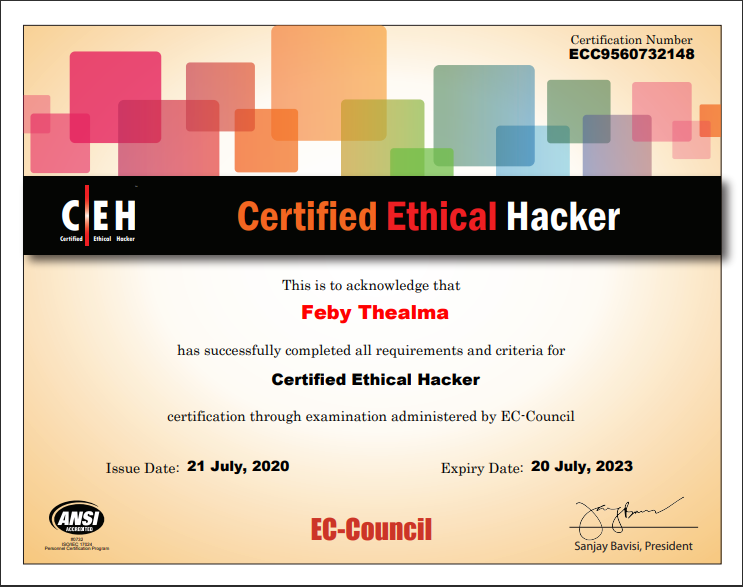 Certification Number
ECC9560732148
CEH
Certified Ethical Hacker
Certified Ethical Hacker
This is to acknowledge that
Feby Thealma
has successfully completed all requirements and criteria for
Certified Ethical Hacker
certification through examination administered by EC-Council
Issue Date: 21 July, 2020 Expiry Date: 20 July, 2023
ANSI
ACCREDITED
#0732
ISO/IEC 17024
Personnel Certification Program
EC-Council
Sanjay Bavisi, President